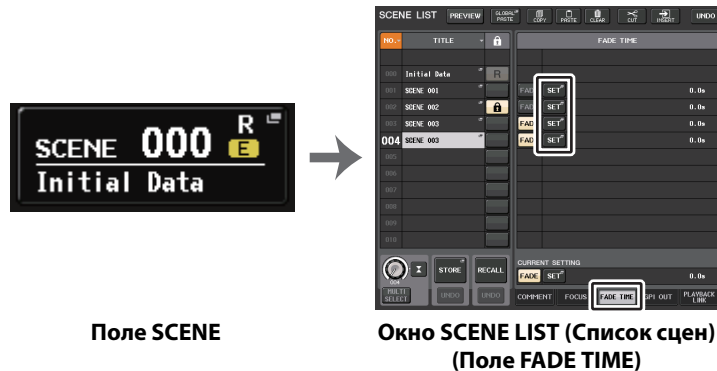 SCENE 000 R E
Initial Data
Поле SCENE
SCENE LIST PREVIEW GLOBAL PASTE COPY PASTE CLEAR CUT INSERT UNDO
NO. TITLE FADE TIME
000 Initial Data R
001 SCENE 001 FAD SET 0.0s
002 SCENE 002 FAD SET 0.0s
003 SCENE 003 FAD SET 0.0s
004 SCENE 003 FAD SET 0.0s
005
006
007
008
009
010
CURRENT SETTING
FADE SET 0.0s
004
STORE RECALL
MULTI SELECT UNDO UNDO
COMMENT FOCUS FADE TIME GPI OUT PLAYBACK LINK
Окно SCENE LIST (Список сцен)
(Поле FADE TIME)